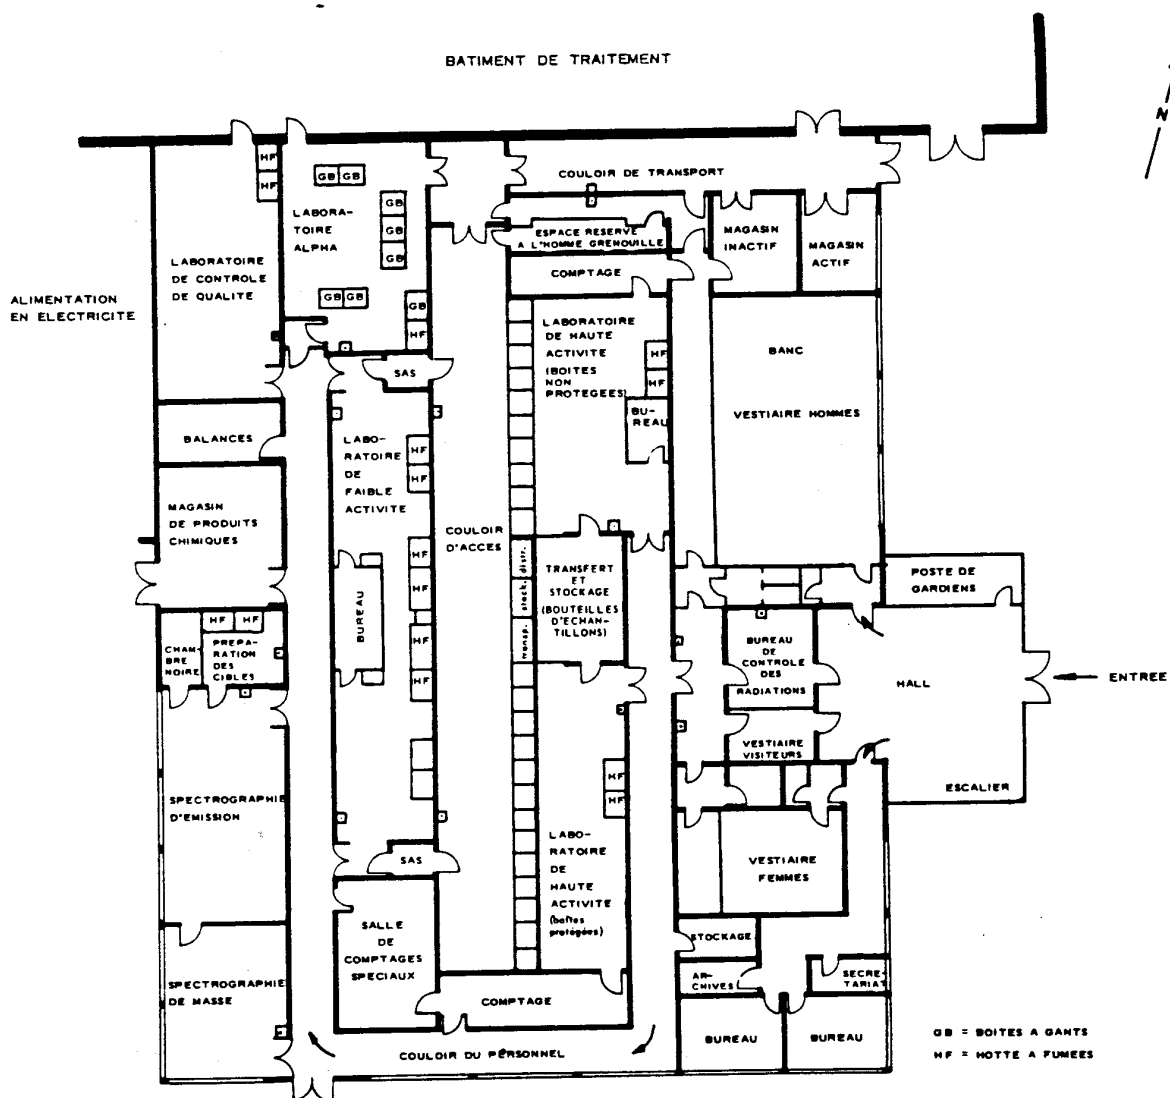 BATIMENT DE TRAITEMENT
N
COULOIR DE TRANSPORT
HF
HF
GB GB
GB
GB
GB
LABORA-
TOIRE
ALPHA
ESPACE RESERVE
A L'HOMME GRENOUILLE
MAGASIN
INACTIF
MAGASIN
ACTIF
LABORATOIRE
DE CONTROLE
DE QUALITE
COMPTAGE
ALIMENTATION
EN ELECTRICITE
GB GB
GB
HF
LABORATOIRE
DE HAUTE
ACTIVITE
(BOITES
NON
PROTEGEES)
HF
HF
BANC
VESTIAIRE HOMMES
SAS
BU-
REAU
BALANCES
LABO-
RATOIRE
DE
FAIBLE
ACTIVITE
HF
HF
MAGASIN
DE PRODUITS
CHIMIQUES
COULOIR
D'ACCES
HF
HF
HF
HF
BUREAU
distr.
stock.
transp.
TRANSFERT
ET
STOCKAGE
(BOUTEILLES
D'ECHAN-
TILLONS)
POSTE DE
GARDIENS
HF HF
CHAM-
BRE
NOIRE
PREPA-
RATION
DES
CIBLES
BUREAU
DE
CONTROLE
DES
RADIATIONS
HALL
ENTREE
VESTIAIRE
VISITEURS
ESCALIER
SPECTROGRAPHIE
D'EMISSION
HF
HF
LABO-
RATOIRE
DE
HAUTE
ACTIVITE
(boîtes
protégées)
SAS
VESTIAIRE
FEMMES
SALLE
DE
COMPTAGES
SPECIAUX
STOCKAGE
AR-
CHIVES
SECRE-
TARIAT
SPECTROGRAPHIE
DE MASSE
COMPTAGE
BUREAU
BUREAU
COULOIR DU PERSONNEL
GB = BOITES A GANTS
HF = HOTTE A FUMEES